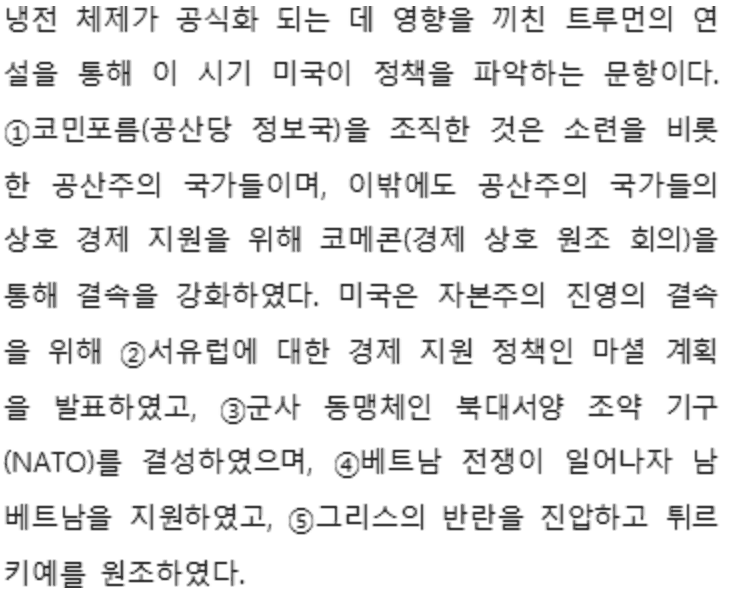 냉전 체제가 공식화 되는 데 영향을 끼친 트루먼의 연
설을 통해 이 시기 미국이 정책을 파악하는 문항이다.
①코민포름(공산당 정보국)을 조직한 것은 소련을 비롯
한 공산주의 국가들이며, 이밖에도 공산주의 국가들의
상호 경제 지원을 위해 코메콘(경제 상호 원조 회의)을
통해 결속을 강화하였다. 미국은 자본주의 진영의 결속
을 위해 ②서유럽에 대한 경제 지원 정책인 마셜 계획
을 발표하였고, ③군사 동맹체인 북대서양 조약 기구
(NATO)를 결성하였으며, ④베트남 전쟁이 일어나자 남
베트남을 지원하였고, ⑤그리스의 반란을 진압하고 튀르
키예를 원조하였다.